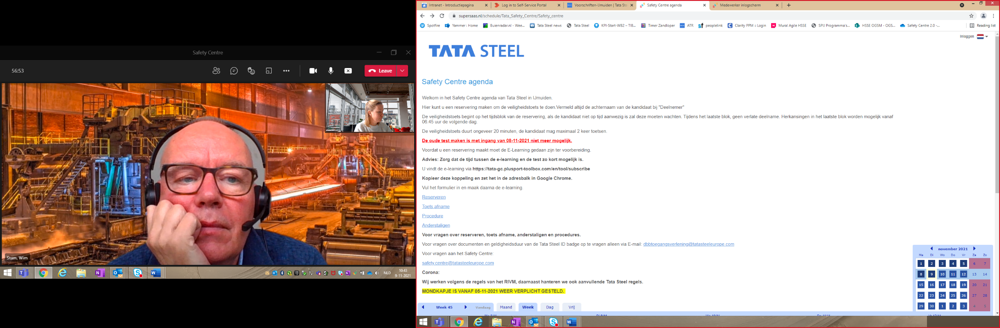 Safety Centre
56:53
Leave
Stam, Wim
NLD
10:43
9-11-2021
Intranet - Introductiepagina
Log in to Self-Service Portal
Voorschriften-IJmuiden | Tata Ste
Safety Centre agenda
Medewerker inlogscherm
supersaas.nl/schedule/Tata_Safety_Centre/Safety_centre
Spotfire
Yammer : Home
Buienradar.nl - Wee...
Tata Steel news
Tata Steel
KPI-Start-WB2 – TIB...
Timer Zandloper
ATR
peoplelink
Clarity PPM :: Login
Mural Agile HSSE
SPIJ Programma's...
HSSE OGSM - OGS...
Safety Centre 2.0 -...
Reading list
Inloggen
TATA STEEL
Safety Centre agenda
Welkom in het Safety Centre agenda van Tata Steel in IJmuiden.
Hier kunt u een reservering maken om de veiligheidstoets te doen.Vermeld altijd de achternaam van de kandidaat bij "Deelnemer"
De veiligheidstoets begint op het tijdsblok van de reservering, als de kandidaat niet op tijd aanwezig is zal deze moeten wachten. Tijdens het laatste blok, geen verlate deelname. Herkansingen in het laatste blok worden mogelijk vanaf
06.45 uur de volgende dag.
De veiligheidstoets duurt ongeveer 20 minuten, de kandidaat mag maximaal 2 keer toetsen.
De oude test maken is met ingang van 08-11-2021 niet meer mogelijk.
Voordat u een reservering maakt moet de E-Learning gedaan zijn ter voorbereiding.
Advies: Zorg dat de tijd tussen de e-learning en de test zo kort mogelijk is.
U vindt de e-learning via https://tata-gc.plusport-toolbox.com/en/tool/subscribe
Kopieer deze koppeling en zet het in de adresbalk in Google Chrome.
Vul het formulier in en maak daarna de e-learning.
Reserveren
Toets afname
Procedure
Anderstaligen
Voor vragen over reserveren, toets afname, anderstaligen en procedures.
Voor vragen over documenten en geldigheidsduur van de Tata Steel ID badge op te vragen alleen via E-mail: dbbtoegangsverlening@tatasteeleurope.com
Voor vragen aan het Safety Centre:
safety.centre@tatasteeleurope.com
Corona:
Wij werken volgens de regels van het RIVM, daarnaast hanteren we ook aanvullende Tata Steel regels.
MONDKAPJE IS VANAF 05-11-2021 WEER VERPLICHT GESTELD.
november 2021
Ma Di Wo Do Vr Za Zo
1 2 3 4 5 6 7
8 9 10 11 12 13 14
15 16 17 18 19 20 21
22 23 24 25 26 27 28
29 30 1 2 3 4 5
Week 45
Vandaag
Maand
Week
Dag
Vrij